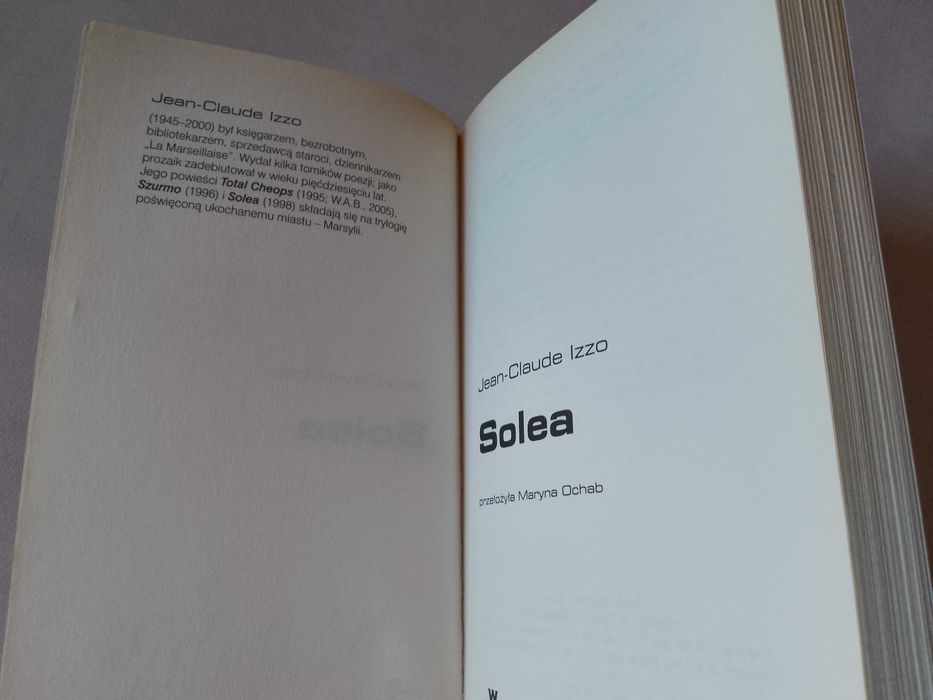 Jean-Claude Izzo
(1945–2000) był księgarzem, bezrobotnym,
bibliotekarzem, sprzedawcą staroci, dziennikarzem
„La Marseillaise”. Wydał kilka tomików poezji; jako
prozaik zadebiutował w wieku pięćdziesięciu lat.
Jego powieści Total Cheops (1995; W.A.B., 2005),
Szurmo (1996) i Solea (1998) składają się na trylogię
poświęconą ukochanemu miastu – Marsylii.
Jean-Claude Izzo
Solea
przełożyła Maryna Ochab
W